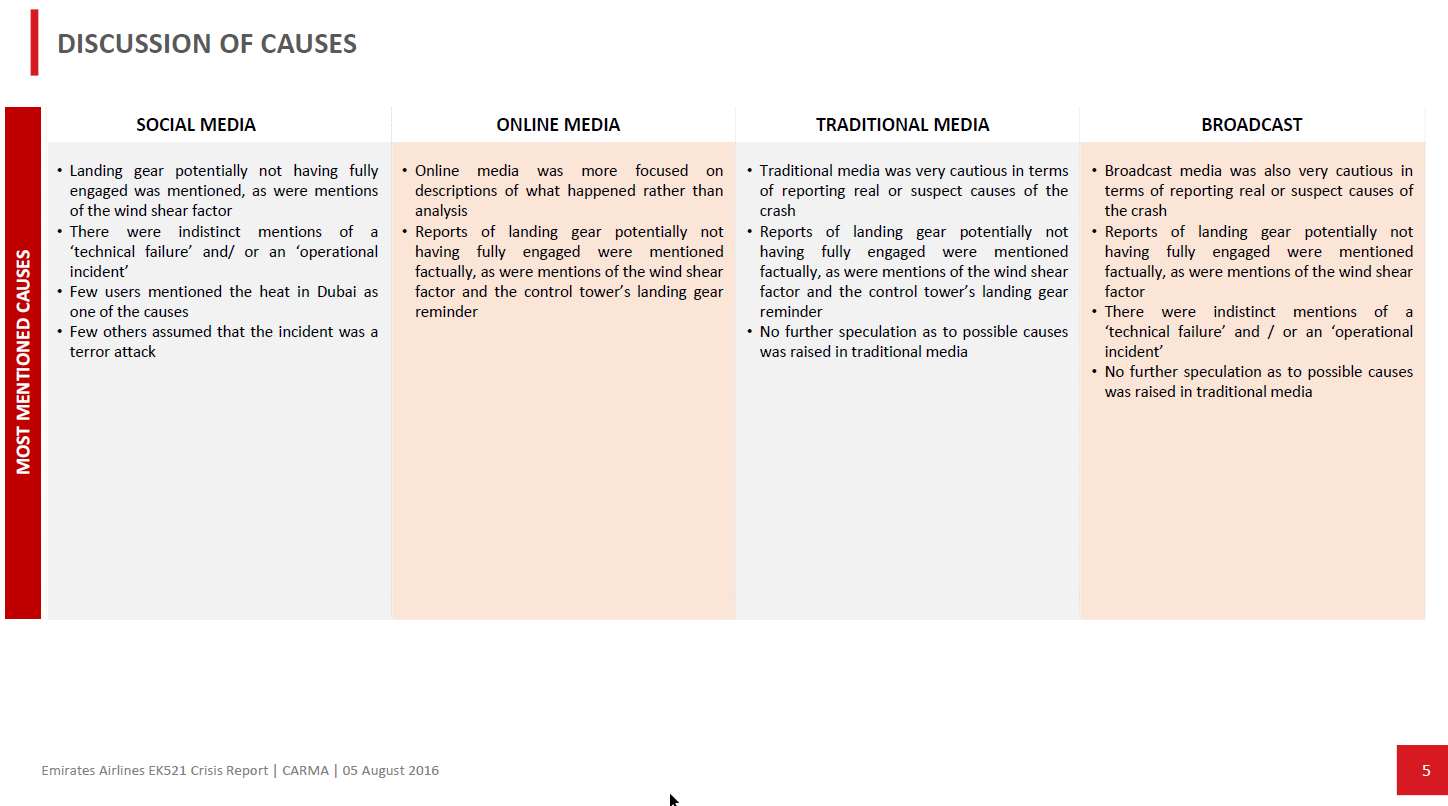 DISCUSSION OF CAUSES
MOST MENTIONED CAUSES
SOCIAL MEDIA
• Landing gear potentially not having fully
engaged was mentioned, as were mentions
of the wind shear factor
• There were indistinct mentions of a
‘technical failure’ and/ or an ‘operational
incident’
• Few users mentioned the heat in Dubai as
one of the causes
• Few others assumed that the incident was a
terror attack
ONLINE MEDIA
• Online media was more focused on
descriptions of what happened rather than
analysis
• Reports of landing gear potentially not
having fully engaged were mentioned
factually, as were mentions of the wind shear
factor and the control tower’s landing gear
reminder
TRADITIONAL MEDIA
• Traditional media was very cautious in terms
of reporting real or suspect causes of the
crash
• Reports of landing gear potentially not
having fully engaged were mentioned
factually, as were mentions of the wind shear
factor and the control tower’s landing gear
reminder
• No further speculation as to possible causes
was raised in traditional media
BROADCAST
• Broadcast media was also very cautious in
terms of reporting real or suspect causes of
the crash
• Reports of landing gear potentially not
having fully engaged were mentioned
factually, as were mentions of the wind shear
factor
• There were indistinct mentions of a
‘technical failure’ and / or an ‘operational
incident’
• No further speculation as to possible causes
was raised in traditional media
Emirates Airlines EK521 Crisis Report | CARMA | 05 August 2016
5